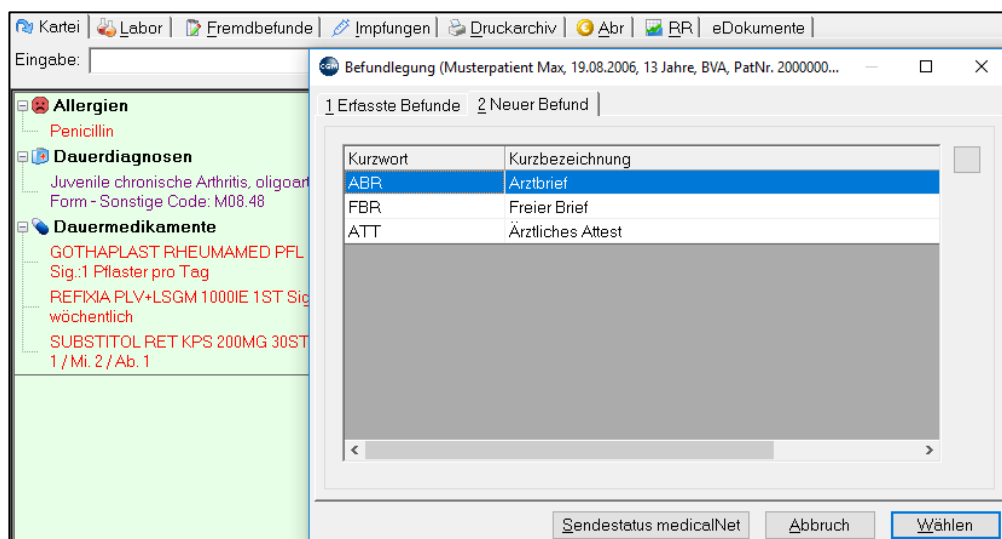 Kartei Labor Fremdbefunde Impfungen Druckarchiv Abr RR eDokumente
Eingabe:
Allergien
Penicillin
Dauerdiagnosen
Juvenile chronische Arthritis, oligoart
Form - Sonstige Code: M08.48
Dauermedikamente
GOTHAPLAST RHEUMAMED PFL
Sig.:1 Pflaster pro Tag
REFIXIA PLV+LSGM 1000IE 1ST Sig
wöchentlich
SUBSTITOL RET KPS 200MG 30ST
1 / Mi. 2 / Ab. 1
CGM Befundlegung (Musterpatient Max, 19.08.2006, 13 Jahre, BVA, PatNr. 2000000...
1 Erfasste Befunde 2 Neuer Befund
Kurzwort Kurzbezeichnung
ABR Arztbrief
FBR Freier Brief
ATT Ärztliches Attest
Sendestatus medicalNet Abbruch Wählen